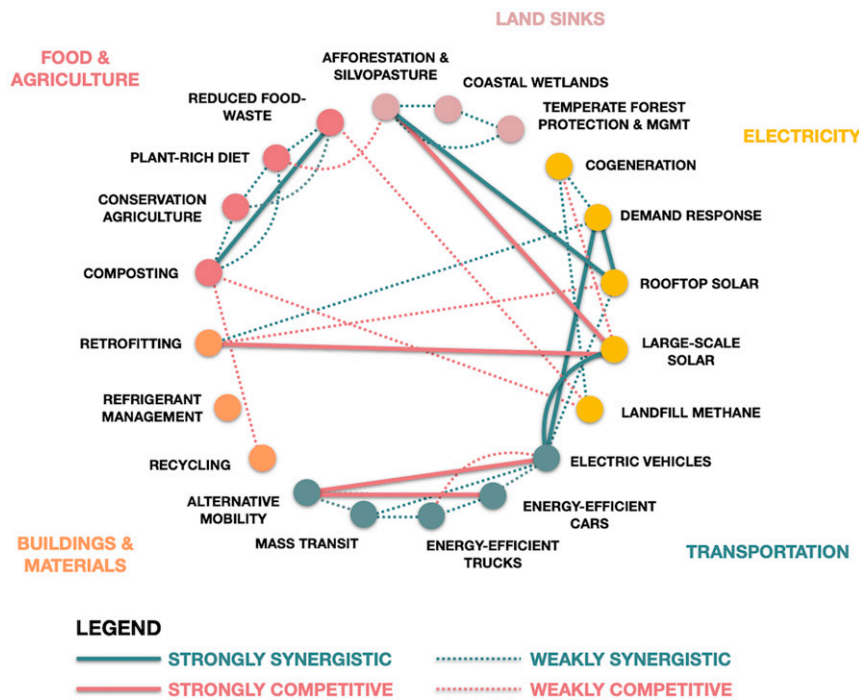 LAND SINKS
FOOD &
AGRICULTURE
AFFORESTATION &
SILVOPASTURE
COASTAL WETLANDS
REDUCED FOOD-
WASTE
TEMPERATE FOREST
PROTECTION & MGMT
ELECTRICITY
PLANT-RICH DIET
COGENERATION
CONSERVATION
AGRICULTURE
DEMAND RESPONSE
COMPOSTING
ROOFTOP SOLAR
RETROFITTING
LARGE-SCALE
SOLAR
REFRIGERANT
MANAGEMENT
LANDFILL METHANE
RECYCLING
ELECTRIC VEHICLES
ALTERNATIVE
MOBILITY
ENERGY-EFFICIENT
CARS
MASS TRANSIT
ENERGY-EFFICIENT
TRUCKS
BUILDINGS &
MATERIALS
TRANSPORTATION
LEGEND
STRONGLY SYNERGISTIC
WEAKLY SYNERGISTIC
STRONGLY COMPETITIVE
WEAKLY COMPETITIVE